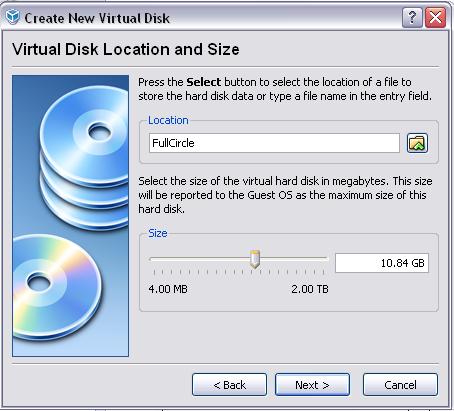 Create New Virtual Disk
Virtual Disk Location and Size
Press the Select button to select the location of a file to
store the hard disk data or type a file name in the entry field.
Location
FullCircle
Select the size of the virtual hard disk in megabytes. This size
will be reported to the Guest OS as the maximum size of this
hard disk.
Size
10.84 GB
4.00 MB 2.00 TB
< Back Next > Cancel